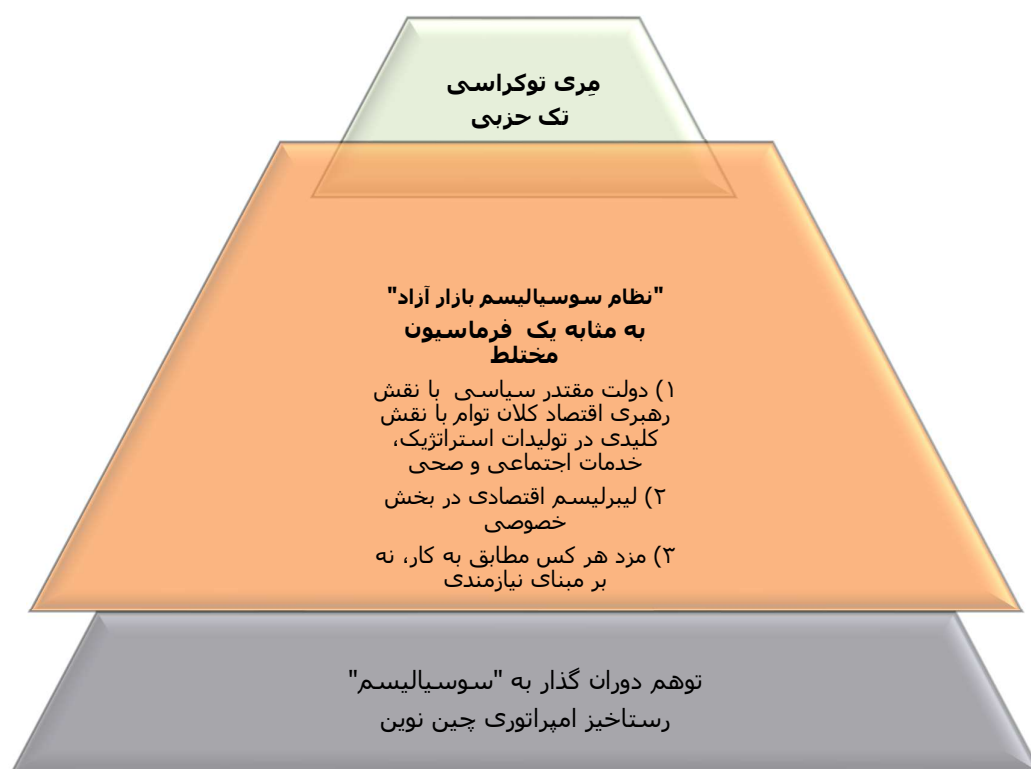 مِری توکراسی
تک حزبی
"نظام سوسیالیسم بازار آزاد"
به مثابه یک فرماسیون
مختلط
۱) دولت مقتدر سیاسی با نقش
رهبری اقتصاد کلان توام با نقش
کلیدی در تولیدات استراتژیک،
خدمات اجتماعی و صحی
۲) لیبرلیسم اقتصادی در بخش
خصوصی
۳) مزد هر کس مطابق به کار، نه
بر مبنای نیازمندی
توهم دوران گذار به "سوسیالیسم"
رستاخیز امپراتوری چین نوین